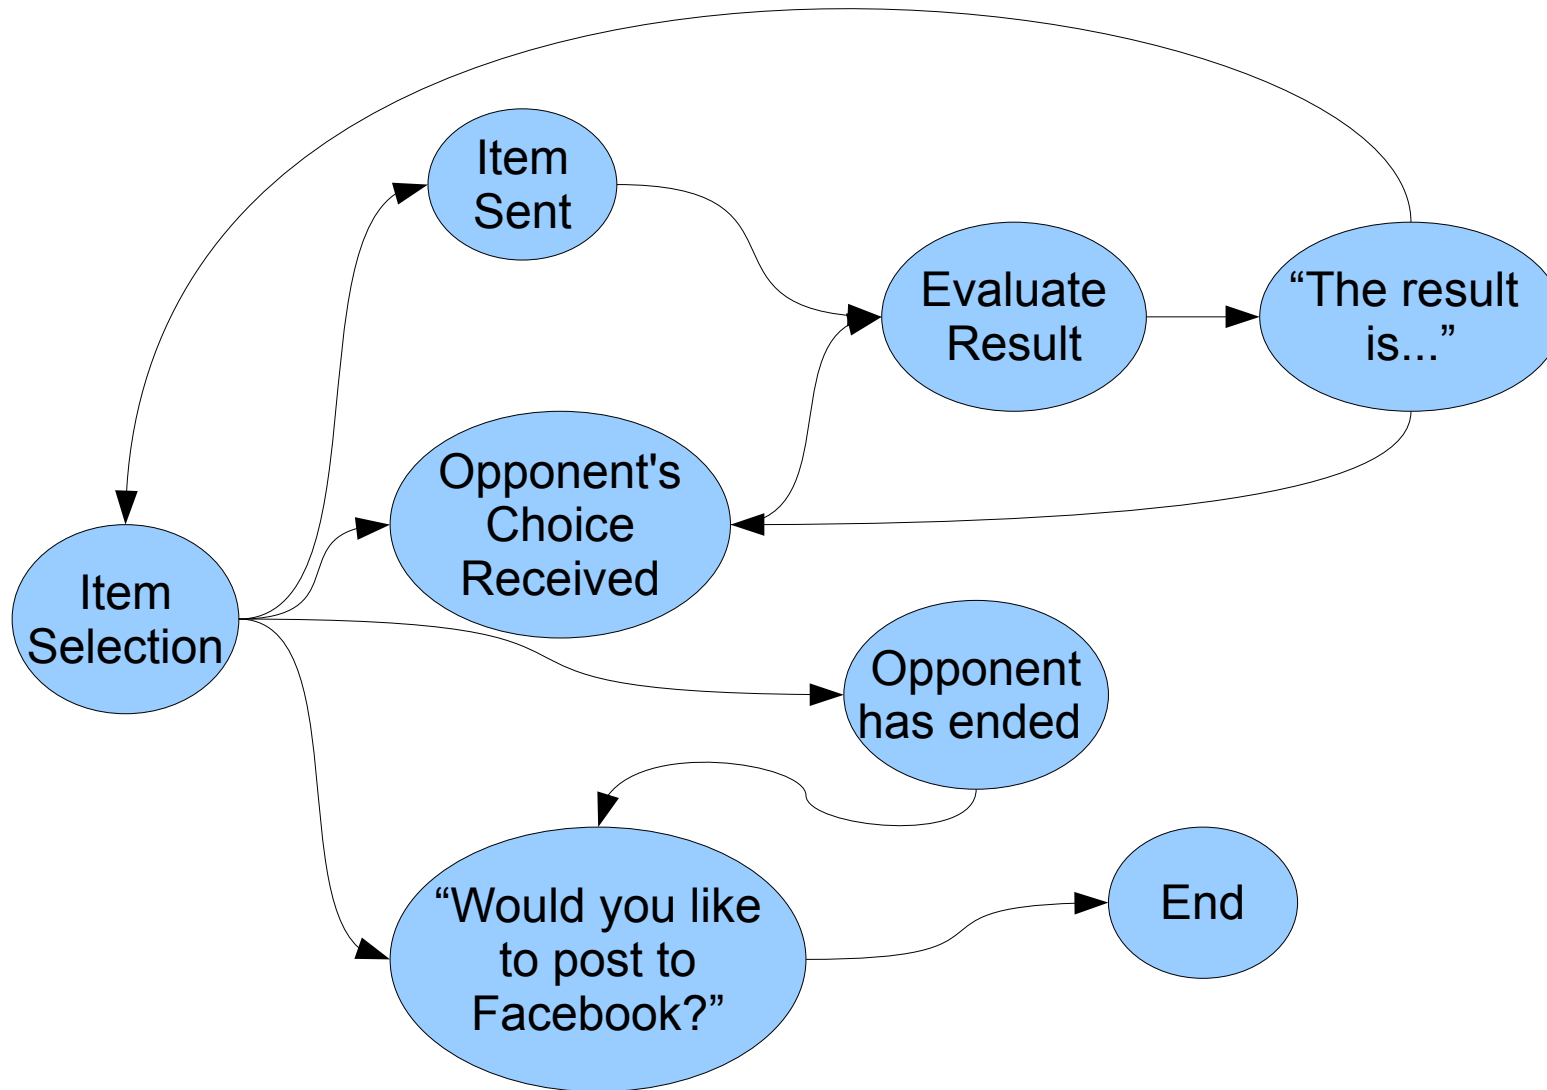 Item
Sent
Evaluate
Result
“The result
is...”
Opponent's
Choice
Received
Item
Selection
Opponent
has ended
“Would you like
to post to
Facebook?”
End